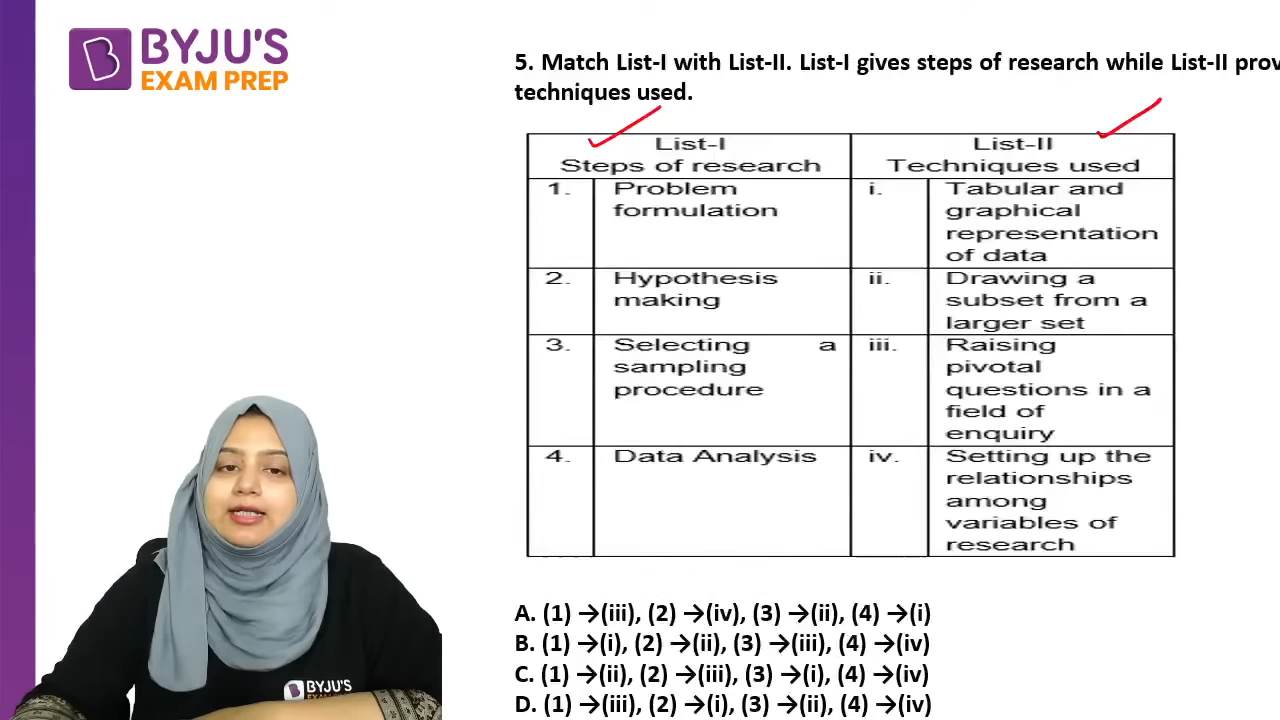 BYJU'S
EXAM PREP
5. Match List-I with List-II. List-I gives steps of research while List-II prov
techniques used.
List-I
Steps of research
List-II
Techniques used
1. Problem
formulation
i. Tabular and
graphical
representation
of data
2. Hypothesis
making
ii. Drawing a
subset from a
larger set
3. Selecting a
sampling
procedure
iii. Raising
pivotal
questions in a
field of
enquiry
4. Data Analysis
iv. Setting up the
relationships
among
variables of
research
A. (1) →(iii), (2) →(iv), (3) →(ii), (4) →(i)
B. (1) →(i), (2) →(ii), (3) →(iii), (4) →(iv)
C. (1) →(ii), (2) →(iii), (3) →(i), (4) →(iv)
D. (1) →(iii), (2) →(i), (3) →(ii), (4) →(iv)
BYJU'S
EXAM PREP